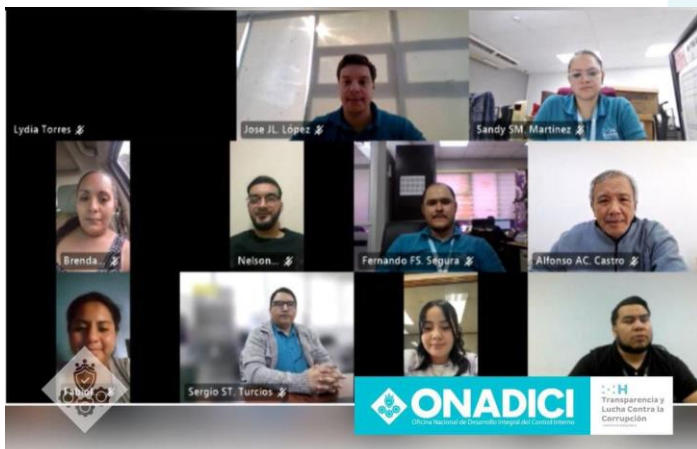 Lydia Torres
Jose JL. López
Sandy SM. Martinez
Brenda...
Nelson...
Fernando FS. Segura
Alfonso AC. Castro
Fabiol
Sergio ST. Turcios
ONADICI
Oficina Nacional de Desarrollo Integral del Control Interno
Transparencia y
Lucha Contra la
Corrupción